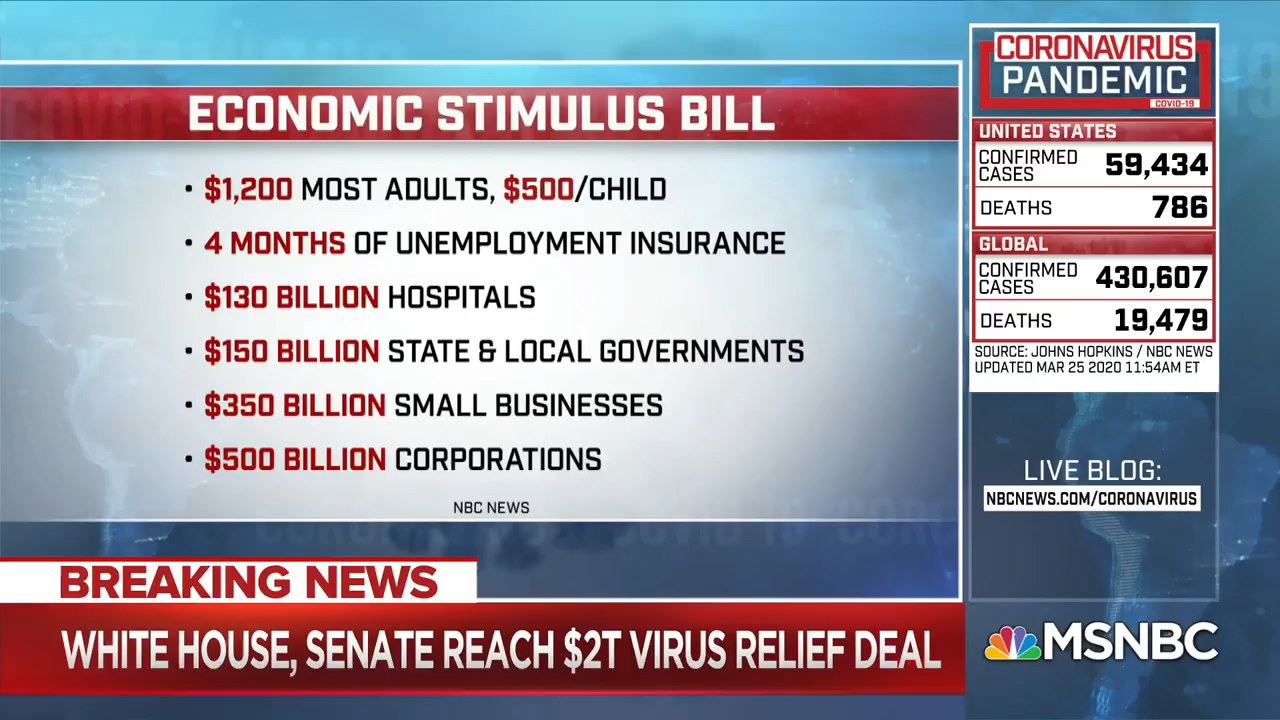 ECONOMIC STIMULUS BILL
• $1,200 MOST ADULTS, $500/CHILD
• 4 MONTHS OF UNEMPLOYMENT INSURANCE
• $130 BILLION HOSPITALS
• $150 BILLION STATE & LOCAL GOVERNMENTS
• $350 BILLION SMALL BUSINESSES
• $500 BILLION CORPORATIONS
NBC NEWS
BREAKING NEWS
WHITE HOUSE, SENATE REACH $2T VIRUS RELIEF DEAL
CORONAVIRUS
PANDEMIC
COVID-19
UNITED STATES
CONFIRMED CASES 59,434
DEATHS 786
GLOBAL
CONFIRMED CASES 430,607
DEATHS 19,479
SOURCE: JOHNS HOPKINS / NBC NEWS
UPDATED MAR 25 2020 11:54AM ET
LIVE BLOG:
NBCNEWS.COM/CORONAVIRUS
MSNBC